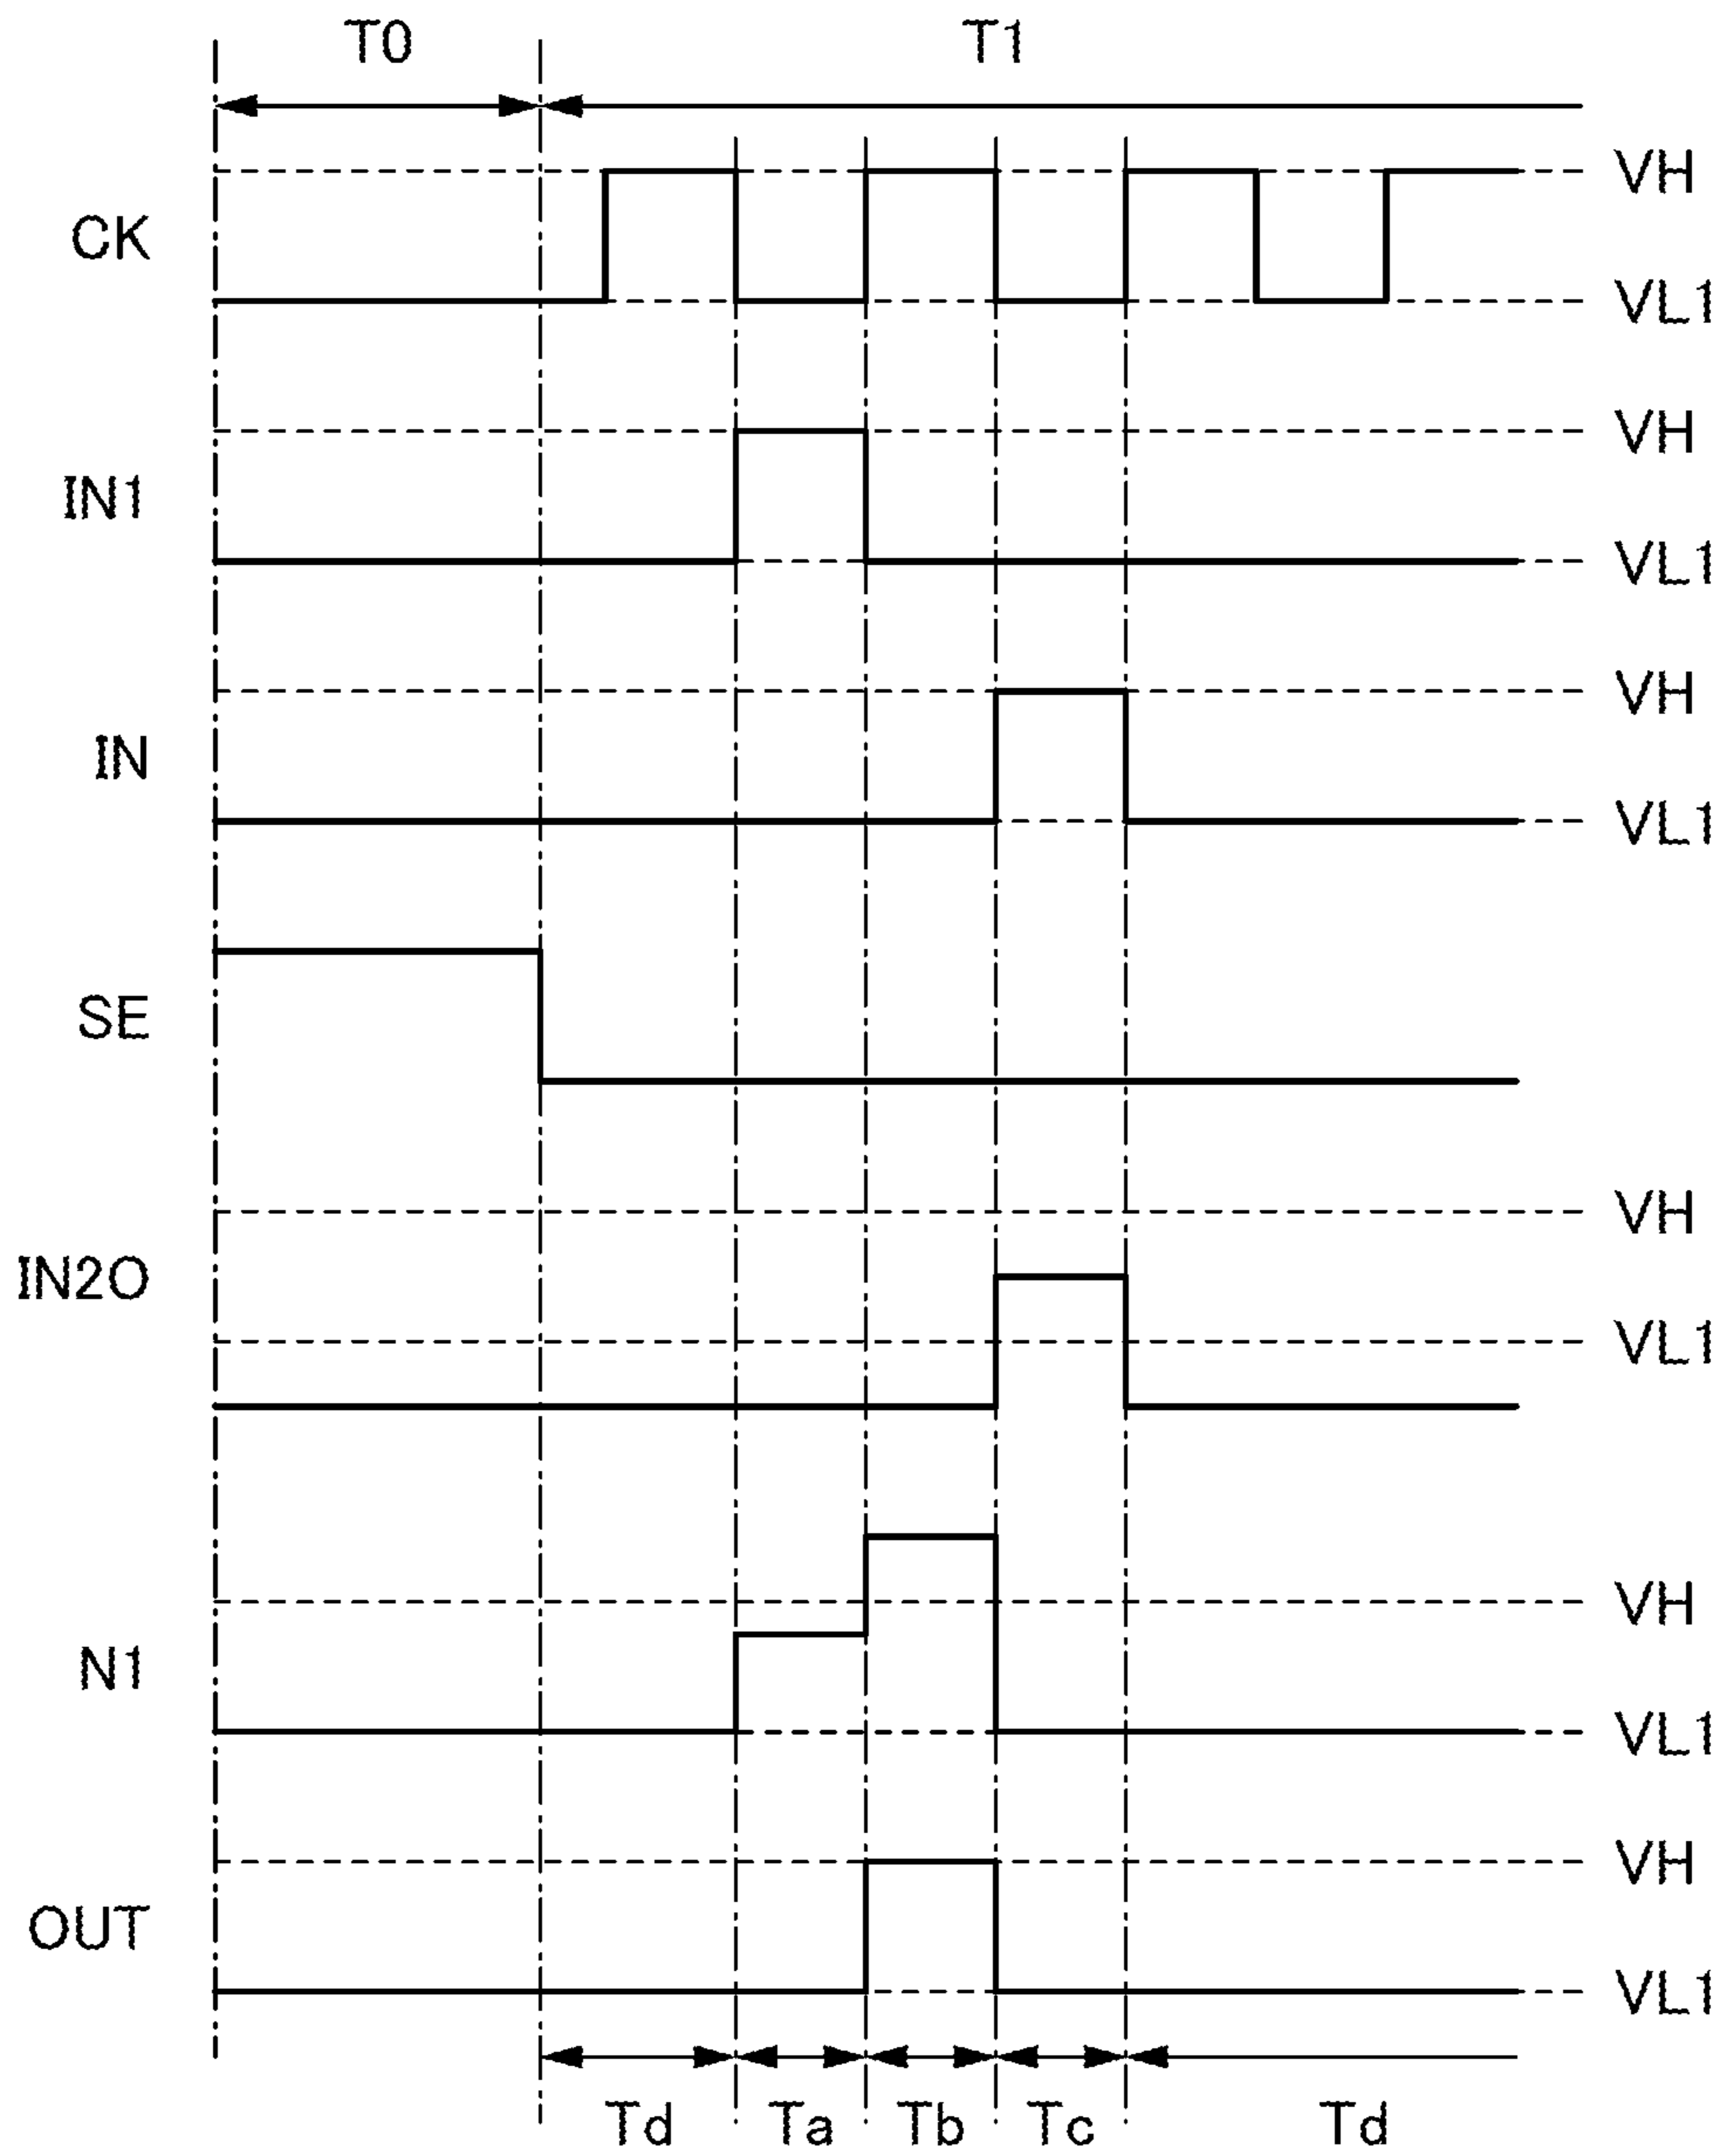 T0 T1
VH
CK
VL1
VH
IN1
VL1
VH
IN
VL1
SE
VH
IN2O
VL1
VH
N1
VL1
VH
OUT
VL1
Td Ta Tb Tc Td